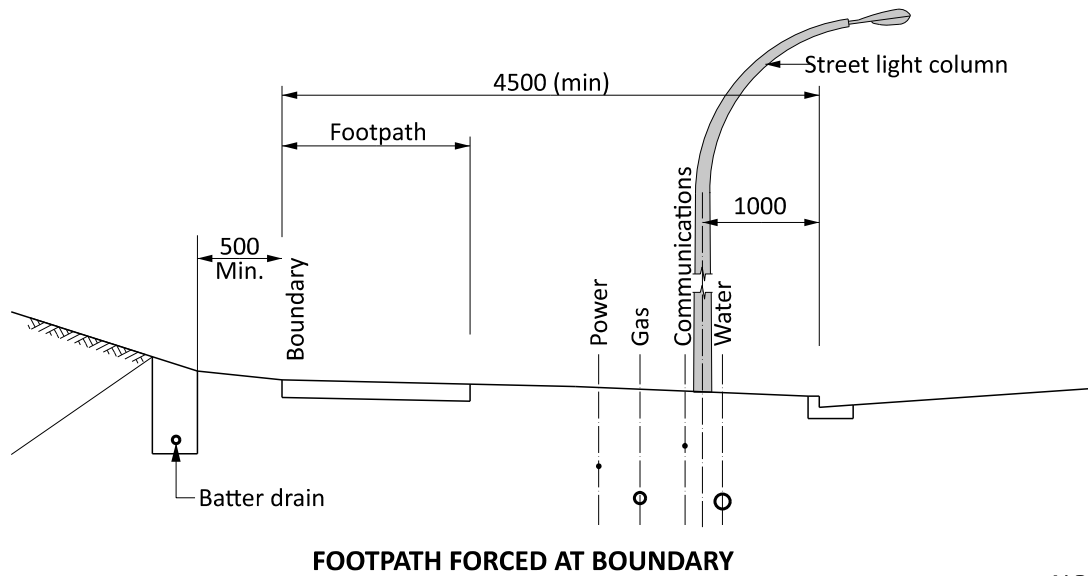 Street light column
4500 (min)
Footpath
1000
500
Min.
Boundary
Power
Gas
Communications
Water
Batter drain
FOOTPATH FORCED AT BOUNDARY